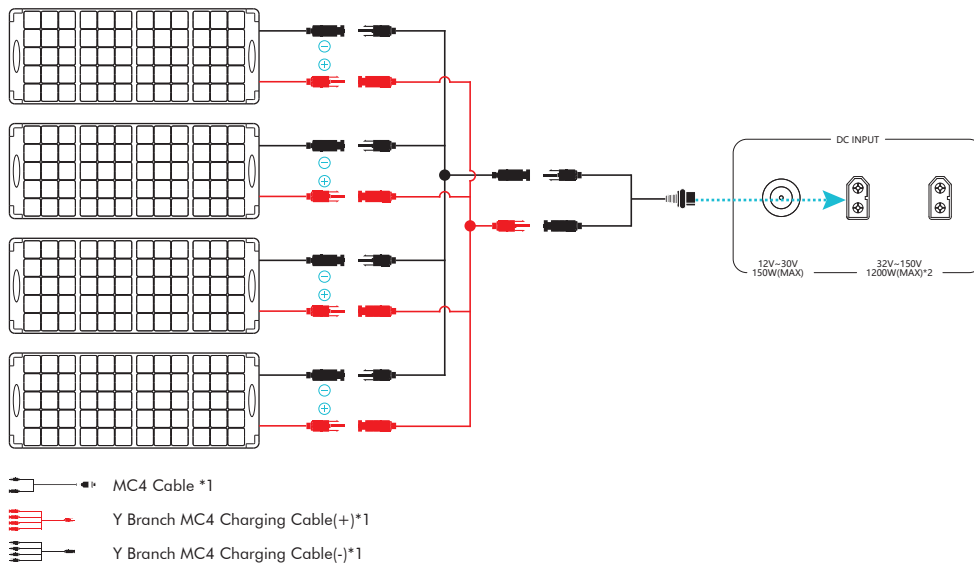 DC INPUT
12V~30V
150W(MAX)
32V~150V
1200W(MAX)*2
MC4 Cable *1
Y Branch MC4 Charging Cable(+)*1
Y Branch MC4 Charging Cable(-)*1